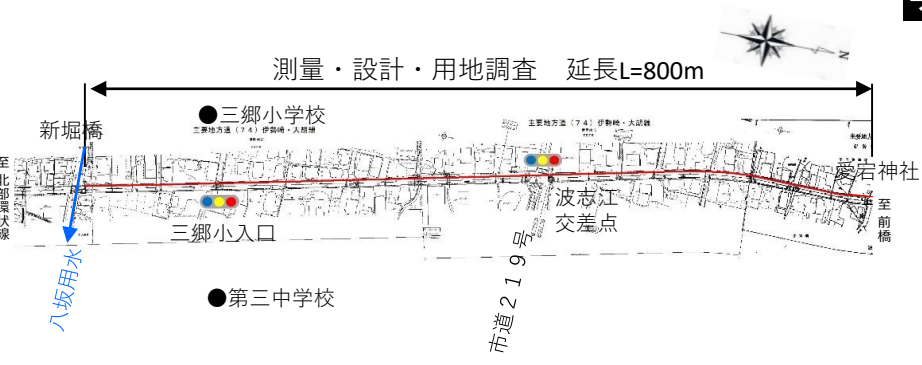 N
測量・設計・用地調査　延長L=800m
●三郷小学校
新堀橋
主要地方道（７４）伊勢崎・大胡線
主要地方道（７４）伊勢崎・大胡線
愛宕神社
至北部環状線
至前橋
波志江
交差点
三郷小入口
八坂用水
市道２１９号
●第三中学校